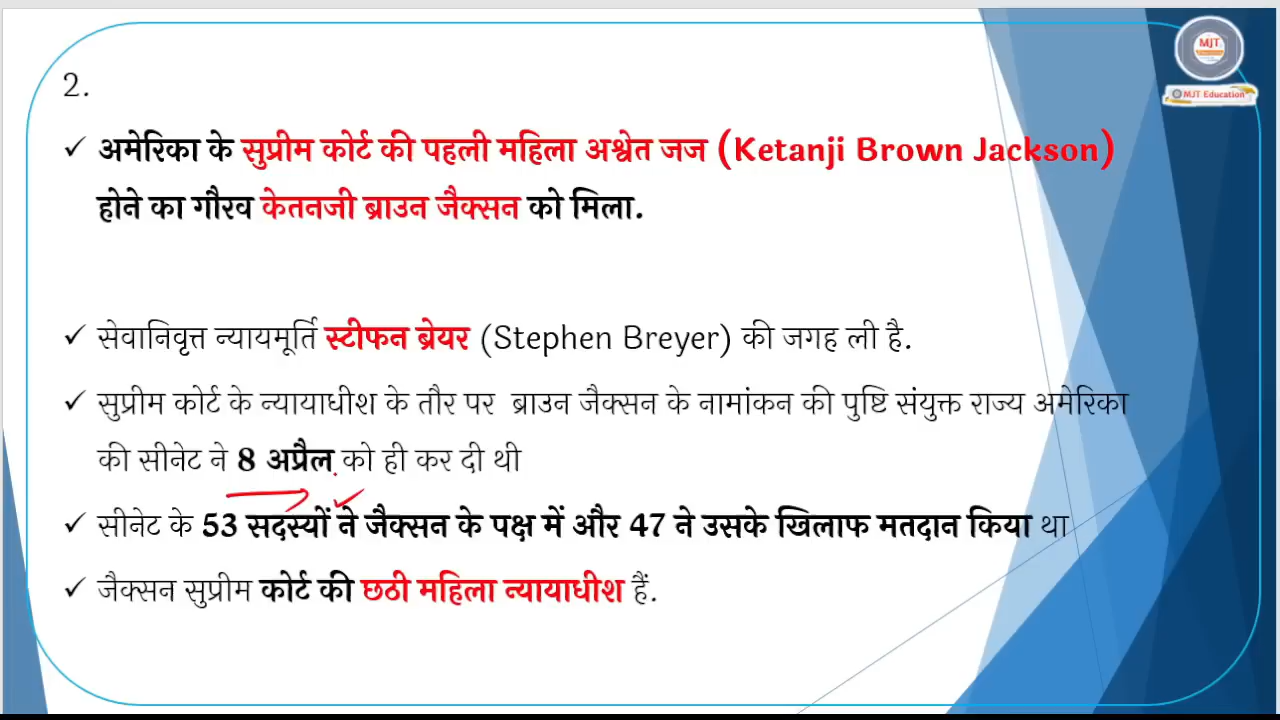 MJT
MJT Education
2.
✓ अमेरिका के सुप्रीम कोर्ट की पहली महिला अश्वेत जज (Ketanji Brown Jackson)
होने का गौरव केतनजी ब्राउन जैक्सन को मिला.
✓ सेवानिवृत्त न्यायमूर्ति स्टीफन ब्रेयर (Stephen Breyer) की जगह ली है.
✓ सुप्रीम कोर्ट के न्यायाधीश के तौर पर ब्राउन जैक्सन के नामांकन की पुष्टि संयुक्त राज्य अमेरिका
की सीनेट ने 8 अप्रैल को ही कर दी थी
✓ सीनेट के 53 सदस्यों ने जैक्सन के पक्ष में और 47 ने उसके खिलाफ मतदान किया था
✓ जैक्सन सुप्रीम कोर्ट की छठी महिला न्यायाधीश हैं.